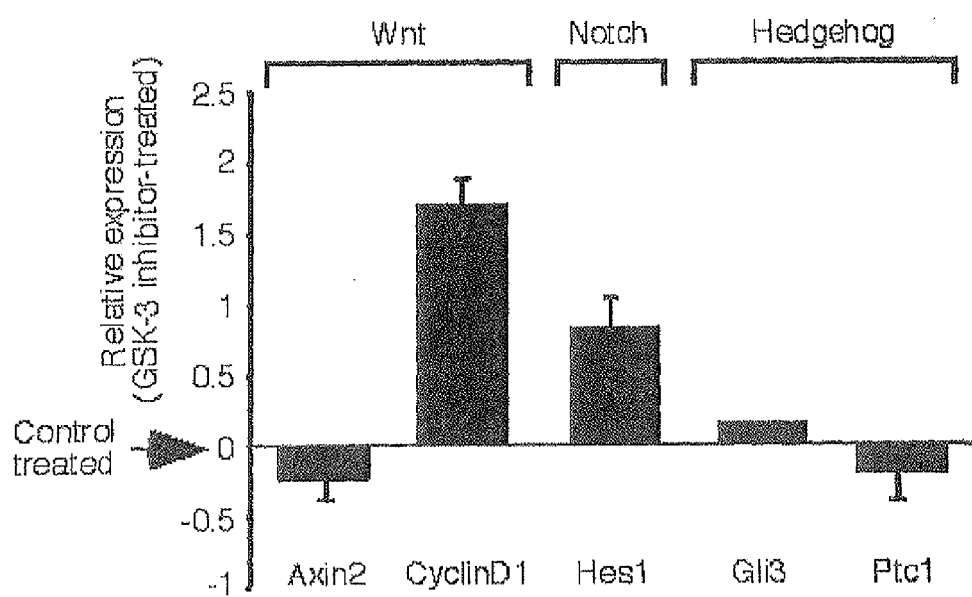 Wnt Notch Hedgehog
Relative expression
(GSK-3 inhibitor-treated)
2.5
2
1.5
1
0.5
0
-0.5
-1
Control
treated
Axin2 CyclinD1 Hes1 Gli3 Ptc1